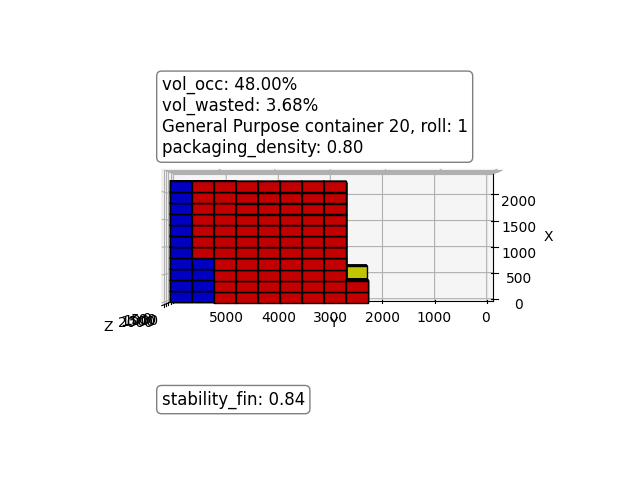 vol_occ: 48.00%
vol_wasted: 3.68%
General Purpose container 20, roll: 1
packaging_density: 0.80
2000
1500
1000
500
0
X
5000
4000
3000
2000
1000
0
Y
Z
stability_fin: 0.84